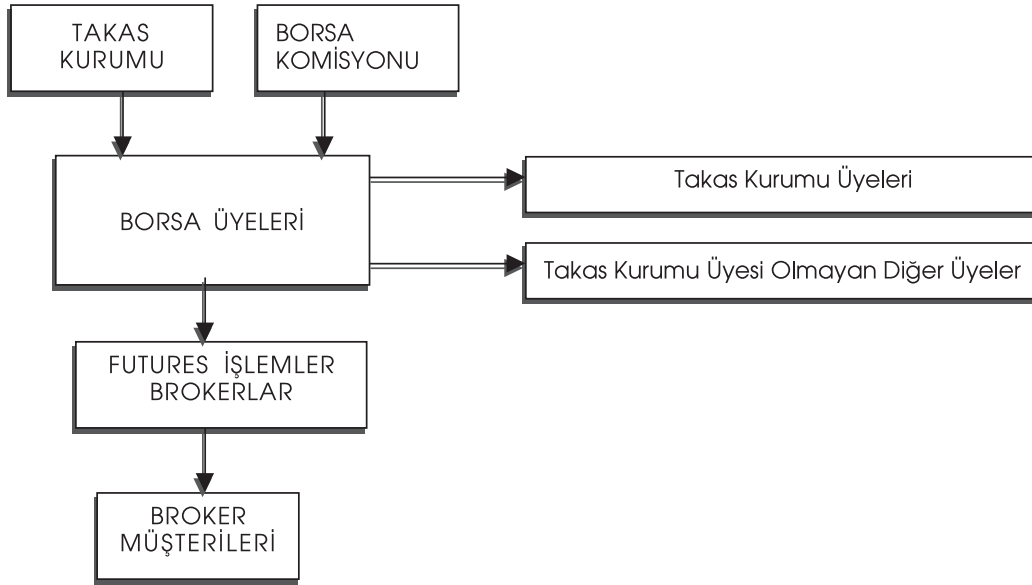 TAKAS
KURUMU
BORSA
KOMİSYONU
BORSA ÜYELERİ
Takas Kurumu Üyeleri
Takas Kurumu Üyesi Olmayan Diğer Üyeler
FUTURES İŞLEMLER
BROKERLAR
BROKER
MÜŞTERİLERİ